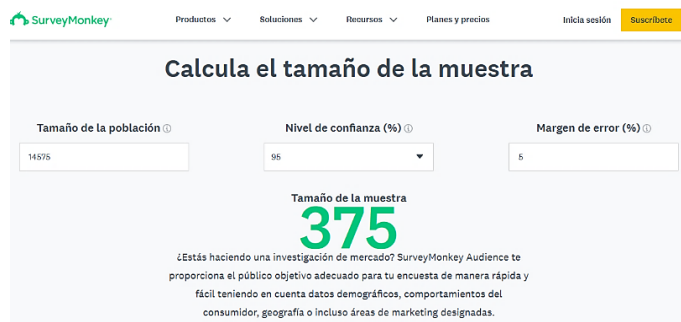 SurveyMonkey Productos Soluciones Recursos Planes y precios Inicia sesión Suscríbete
Calcula el tamaño de la muestra
Tamaño de la población Nivel de confianza (%) Margen de error (%)
14575 95 5
Tamaño de la muestra
375
¿Estás haciendo una investigación de mercado? SurveyMonkey Audience te
proporciona el público objetivo adecuado para tu encuesta de manera rápida y
fácil teniendo en cuenta datos demográficos, comportamientos del
consumidor, geografía o incluso áreas de marketing designadas.